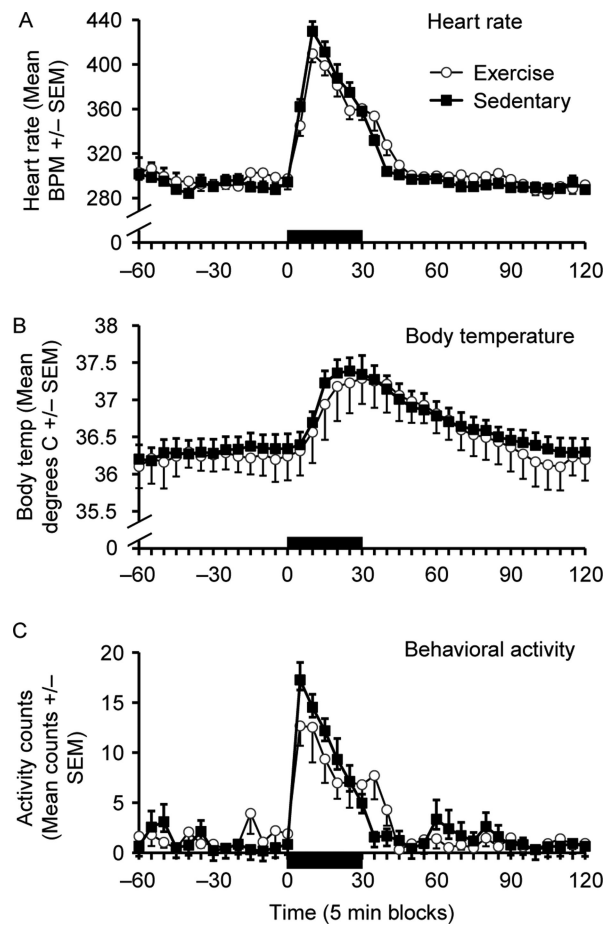 A
Heart rate
Exercise
Sedentary
Heart rate (Mean
BPM +/– SEM)
440
400
360
320
280
0
–60
–30
0
30
60
90
120
B
Body temperature
Body temp (Mean
degrees C +/– SEM)
38
37.5
37
36.5
36
35.5
0
–60
–30
0
30
60
90
120
C
Behavioral activity
Activity counts
(Mean counts +/–
SEM)
20
15
10
5
0
–60
–30
0
30
60
90
120
Time (5 min blocks)